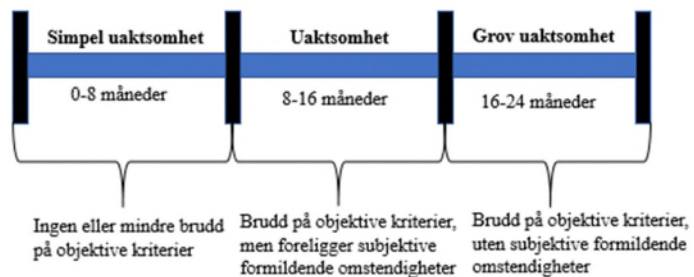 Simpel uaktsomhet
Uaktsomhet
Grov uaktsomhet
0-8 måneder
8-16 måneder
16-24 måneder
Ingen eller mindre brudd
på objektive kriterier
Brudd på objektive kriterier,
men foreligger subjektive
formildende omstendigheter
Brudd på objektive kriterier,
uten subjektive formildende
omstendigheter